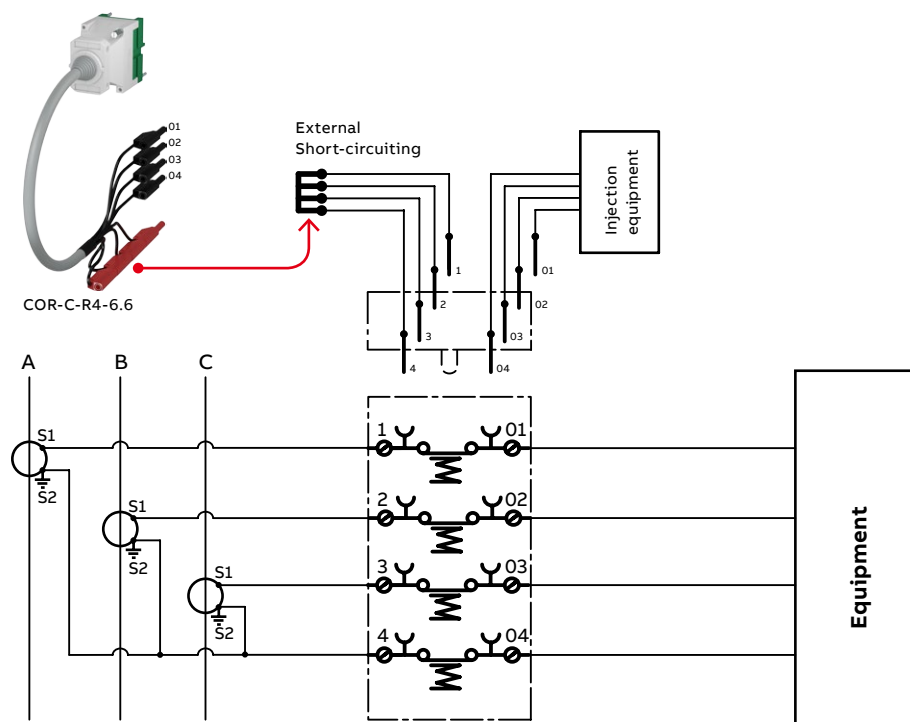 01
02
03
04
COR-C-R4-6.6
External
Short-circuiting
Injection
equipment
1
01
2
02
3
03
4
04
A
B
C
S1
S2
S1
S2
S1
S2
1
01
2
02
3
03
4
04
Equipment